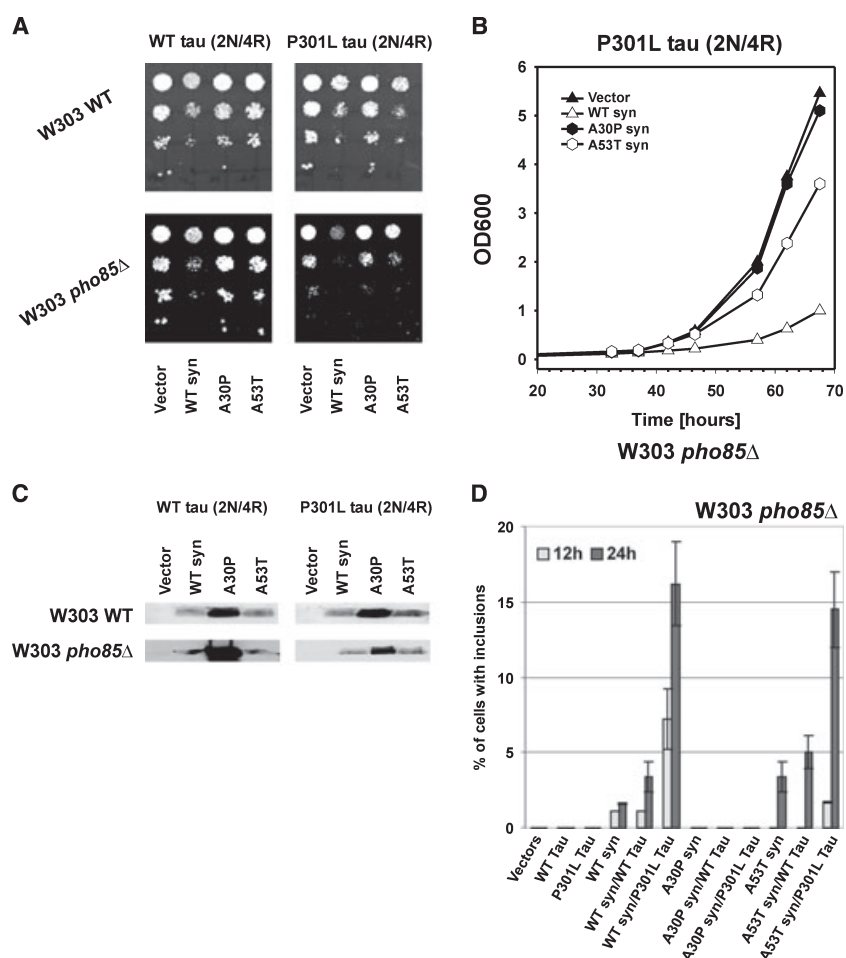 A
WT tau (2N/4R) P301L tau (2N/4R)
W303 WT
W303 pho85Δ
Vector
WT syn
A30P
A53T
Vector
WT syn
A30P
A53T
B
P301L tau (2N/4R)
6
5
4
3
2
1
0
OD600
Vector
WT syn
A30P syn
A53T syn
20 30 40 50 60 70
Time [hours]
W303 pho85Δ
C
WT tau (2N/4R) P301L tau (2N/4R)
Vector
WT syn
A30P
A53T
Vector
WT syn
A30P
A53T
W303 WT
W303 pho85Δ
D
W303 pho85Δ
20
15
10
5
0
% of cells with inclusions
12h 24h
Vectors
WT Tau
P301L Tau
WT syn
WT syn/WT Tau
WT syn/P301L Tau
A30P syn
A30P syn/WT Tau
A30P syn/P301L Tau
A53T syn
A53T syn/WT Tau
A53T syn/P301L Tau